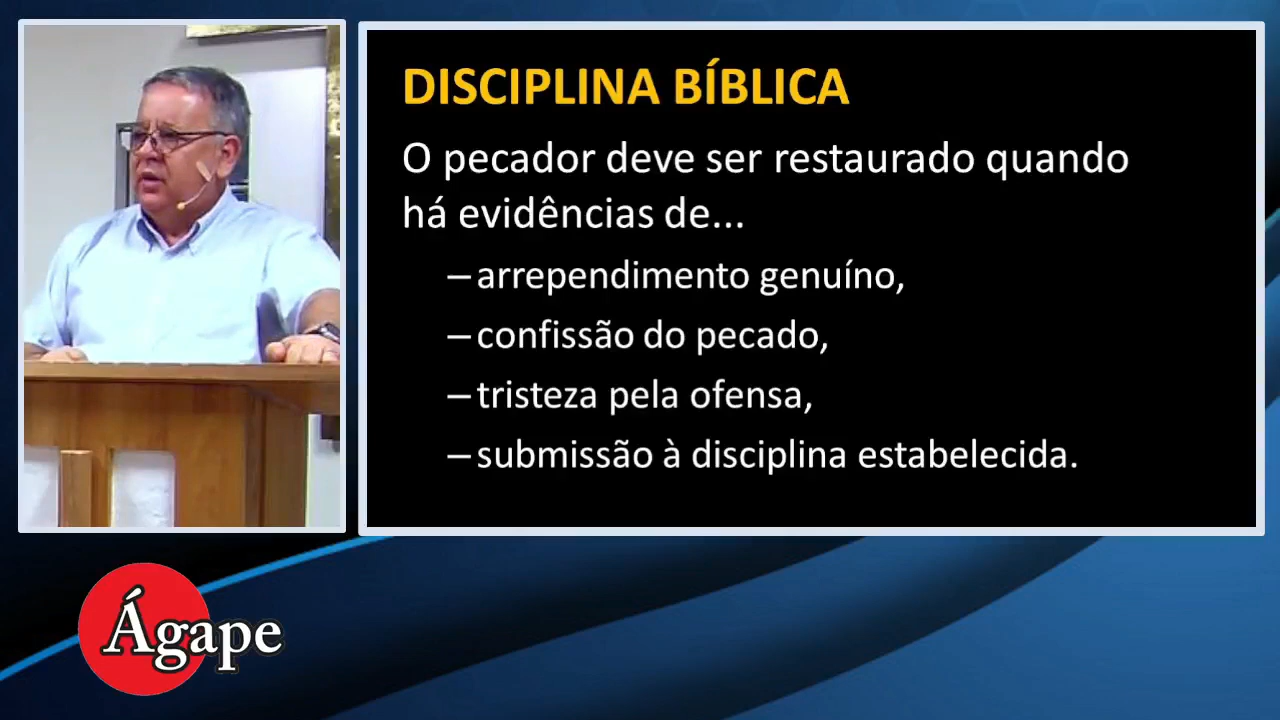 DISCIPLINA BÍBLICA
O pecador deve ser restaurado quando
há evidências de...
– arrependimento genuíno,
– confissão do pecado,
– tristeza pela ofensa,
– submissão à disciplina estabelecida.
Ágape